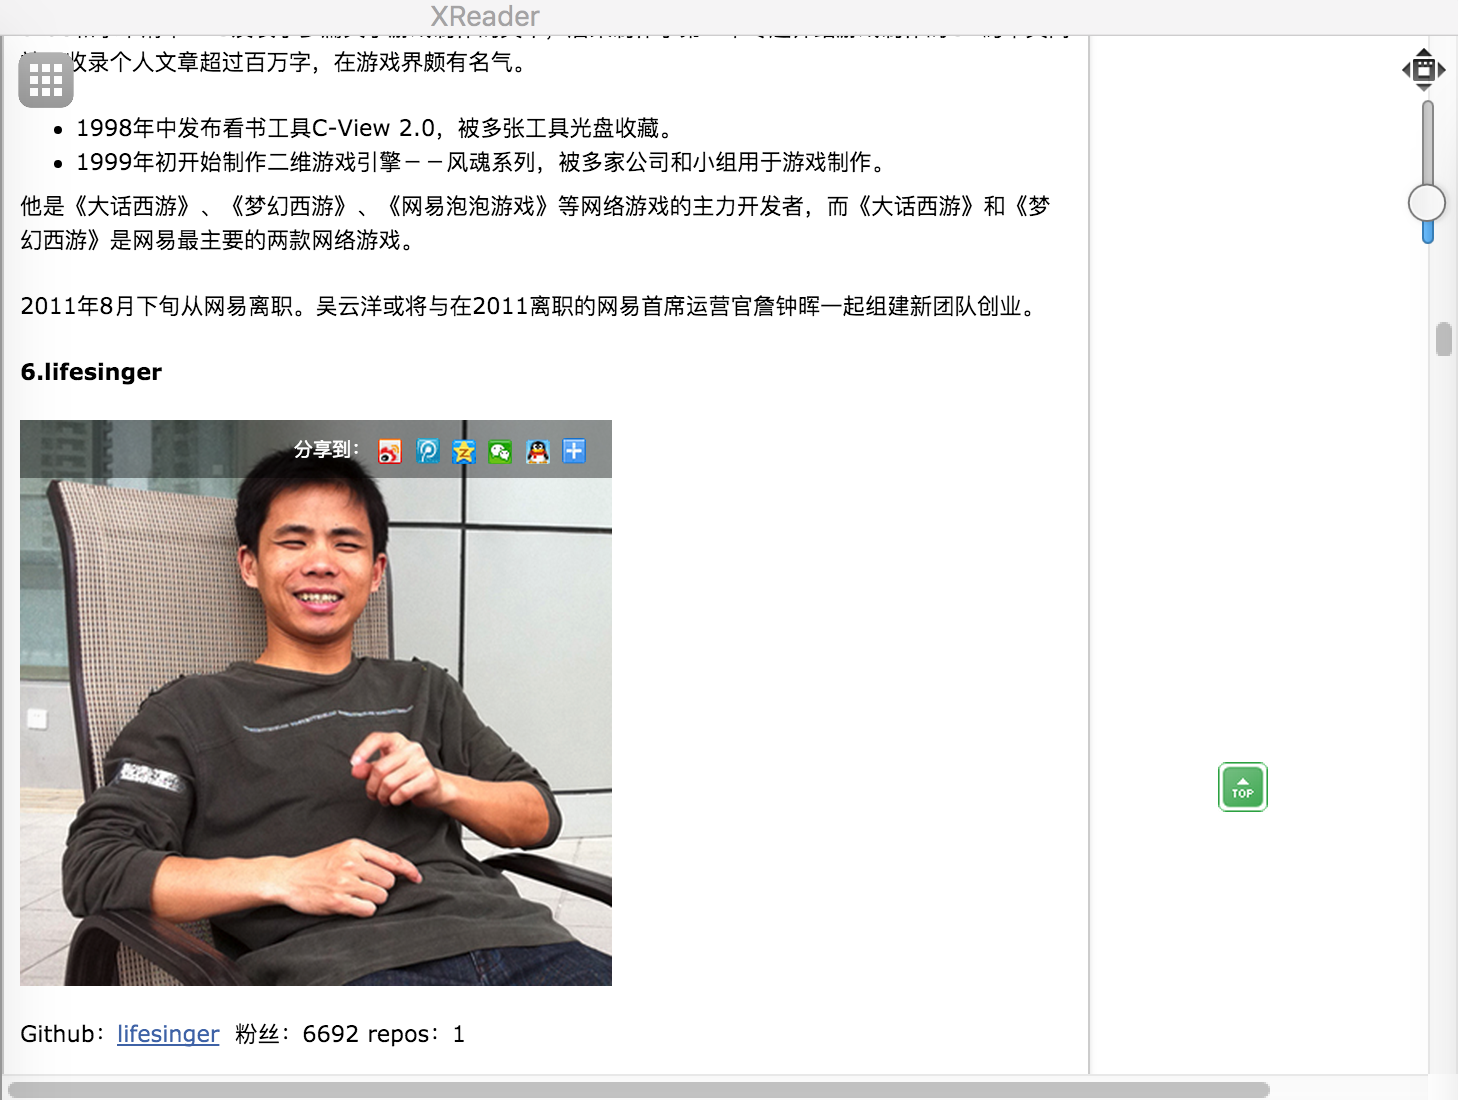 XReader
收录个人文章超过百万字，在游戏界颇有名气。
1998年中发布看书工具C-View 2.0，被多张工具光盘收藏。
1999年初开始制作二维游戏引擎－－风魂系列，被多家公司和小组用于游戏制作。
他是《大话西游》、《梦幻西游》、《网易泡泡游戏》等网络游戏的主力开发者，而《大话西游》和《梦
幻西游》是网易最主要的两款网络游戏。
2011年8月下旬从网易离职。吴云洋或将与在2011离职的网易首席运营官詹钟晖一起组建新团队创业。
6.lifesinger
分享到：
TOP
Github：lifesinger 粉丝：6692 repos：1